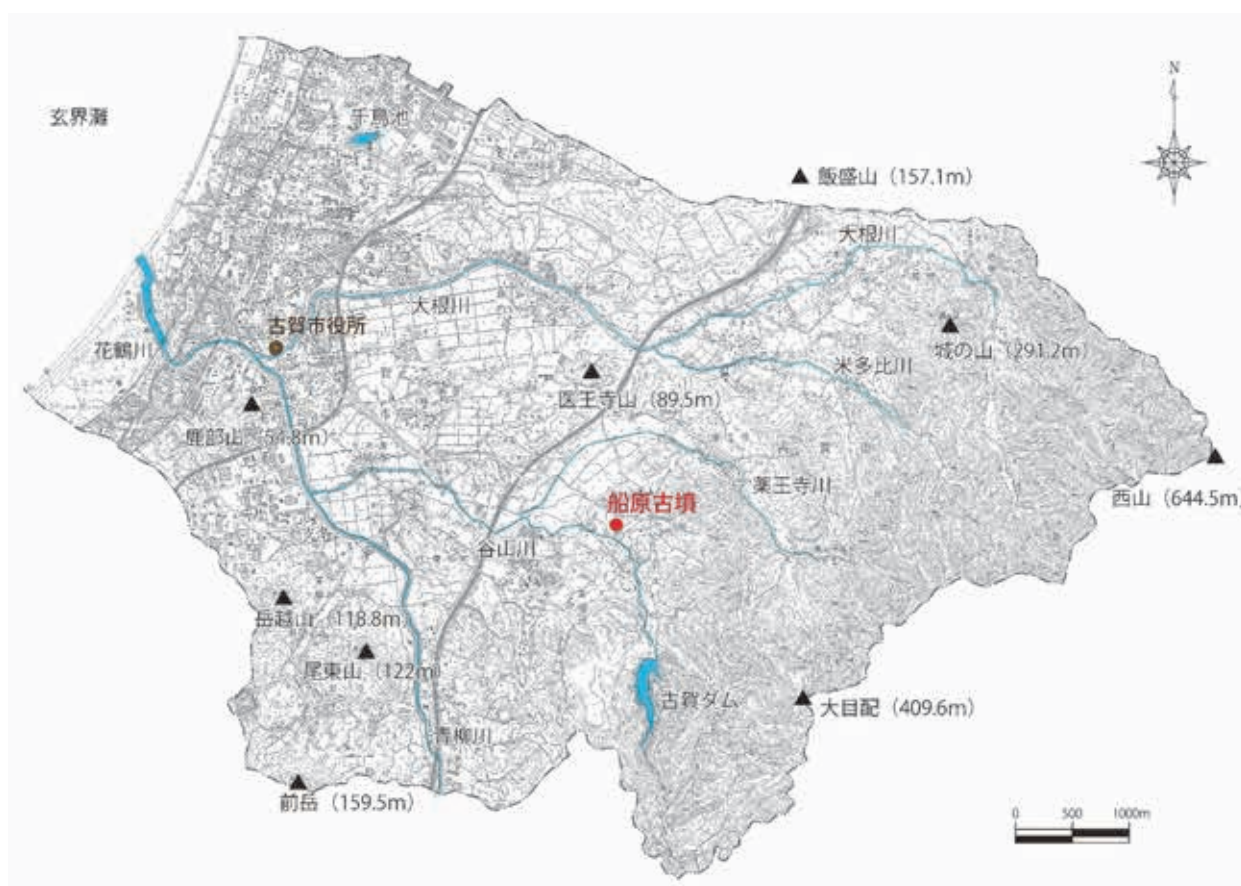 N
玄界灘
千鳥池
飯盛山（157.1m）
大根川
大根川
古賀市役所
花鶴川
城の山（291.2m）
米多比川
医王寺山（89.5m）
鹿部山（54.8m）
薬王寺川
西山（644.5m）
船原古墳
谷山川
岳越山（118.8m）
尾東山（122m）
古賀ダム
大目配（409.6m）
青柳川
前岳（159.5m）
0 500 1000m